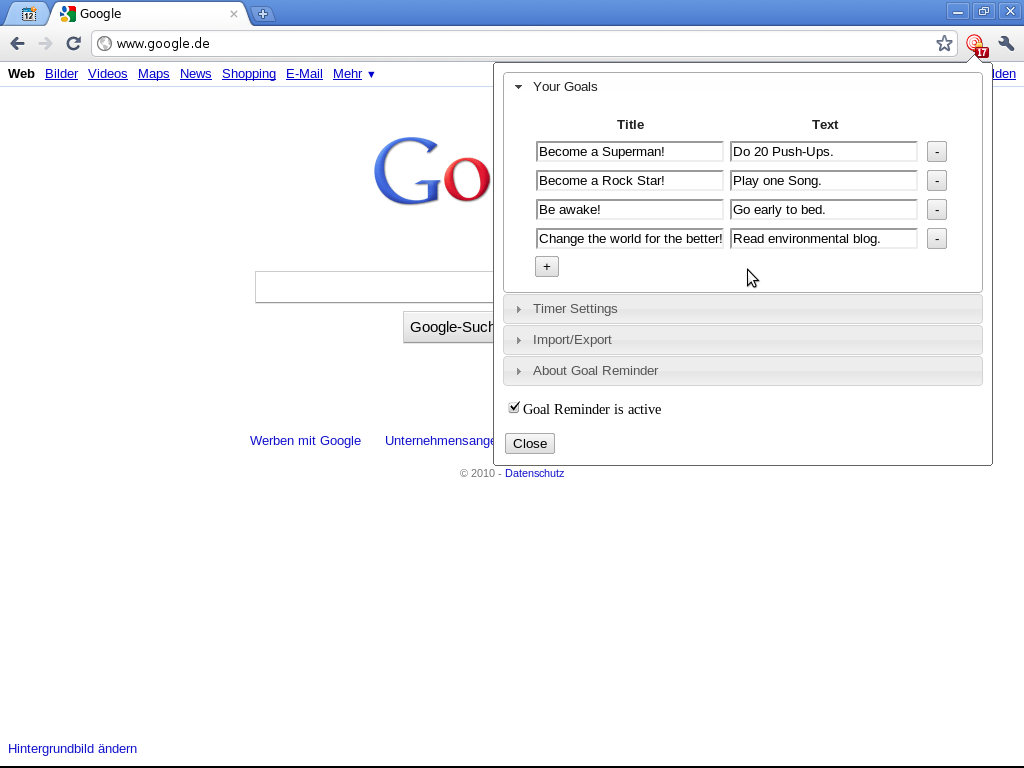 12
Google
www.google.de
17
Web Bilder Videos Maps News Shopping E-Mail Mehr ▼
lden
Your Goals
Title Text
Become a Superman! Do 20 Push-Ups. -
Become a Rock Star! Play one Song. -
Be awake! Go early to bed. -
Change the world for the better! Read environmental blog. -
+
Timer Settings
Import/Export
About Goal Reminder
Goal Reminder is active
Close
Go
Google-Such
Werben mit Google Unternehmensange
© 2010 - Datenschutz
Hintergrundbild ändern